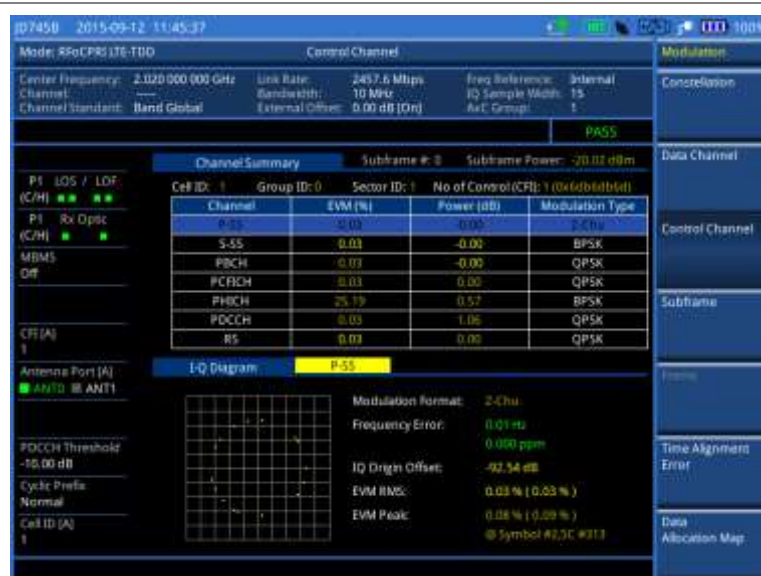 JD745B 2015-09-12 11:45:37 INT 100%
Mode: RFoCPRI LTE-TDD Control Channel Modulation
Center Frequency: 2.020 000 000 GHz Link Rate: 2457.6 Mbps Freq Reference: Internal
Channel: ---- Bandwidth: 10 MHz IQ Sample Width: 15
Channel Standard: Band Global External Offset: 0.00 dB (On) AxC Group: 1
PASS
Constellation
Data Channel
Control Channel
Subframe
Frame
Time Alignment
Error
Data
Allocation Map
P1 LOS / LOF
(C/H)
P1 Rx Optic
(C/H)
MBMS
Off
CFI [A]
1
Antenna Port [A]
ANT0 ANT1
PDCCH Threshold
-10.00 dB
Cyclic Prefix
Normal
Cell ID [A]
1
Channel Summary Subframe #: 0 Subframe Power: -20.02 dBm
Cell ID: 1 Group ID: 0 Sector ID: 1 No of Control (CFI): 1 (0x6db6db6d)
Channel EVM (%) Power (dB) Modulation Type
P-SS 0.03 -0.00 Z-Chu
S-SS 0.03 -0.00 BPSK
PBCH 0.03 -0.00 QPSK
PCFICH 0.03 0.00 QPSK
PHICH 25.19 0.57 BPSK
PDCCH 0.03 1.06 QPSK
RS 0.03 0.00 QPSK
I-Q Diagram P-SS
Modulation Format: Z-Chu
Frequency Error: 0.01 Hz
0.000 ppm
IQ Origin Offset: -92.54 dB
EVM RMS: 0.03 % ( 0.03 % )
EVM Peak: 0.08 % ( 0.09 % )
@ Symbol #2,SC #313